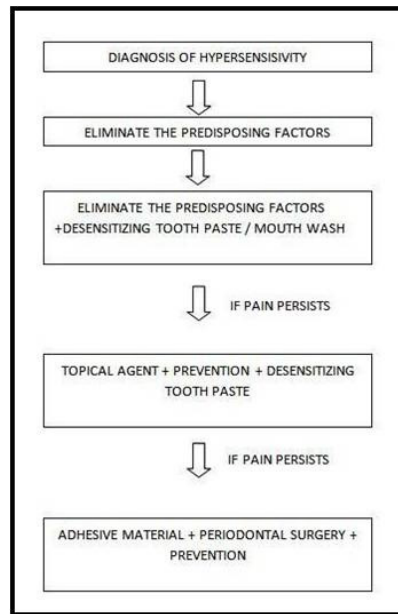 DIAGNOSIS OF HYPERSENSISIVITY
ELIMINATE THE PREDISPOSING FACTORS
ELIMINATE THE PREDISPOSING FACTORS
+DESENSITIZING TOOTH PASTE / MOUTH WASH
IF PAIN PERSISTS
TOPICAL AGENT + PREVENTION + DESENSITIZING
TOOTH PASTE
IF PAIN PERSISTS
ADHESIVE MATERIAL + PERIODONTAL SURGERY +
PREVENTION